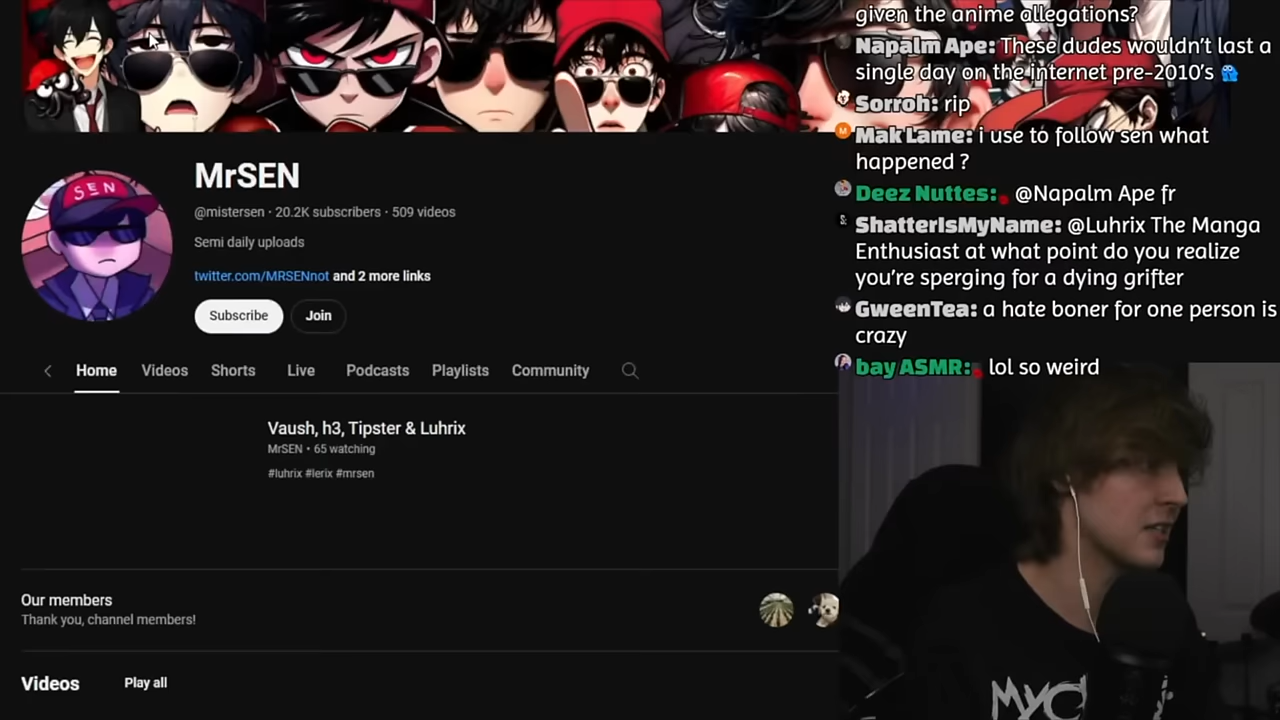 given the anime allegations?
Napalm Ape: These dudes wouldn't last a
single day on the internet pre-2010's
Sorroh: rip
Mak Lame: i use to follow sen what
happened ?
Deez Nuttes: @Napalm Ape fr
ShatterIsMyName: @Luhrix The Manga
Enthusiast at what point do you realize
you're sperging for a dying grifter
GweenTea: a hate boner for one person is
crazy
bay ASMR: lol so weird
SEN
MrSEN
@mistersen · 20.2K subscribers · 509 videos
Semi daily uploads
twitter.com/MRSENnot and 2 more links
Subscribe
Join
Home
Videos
Shorts
Live
Podcasts
Playlists
Community
Vaush, h3, Tipster & Luhrix
MrSEN • 65 watching
#luhrix #lerix #mrsen
Our members
Thank you, channel members!
Videos
Play all